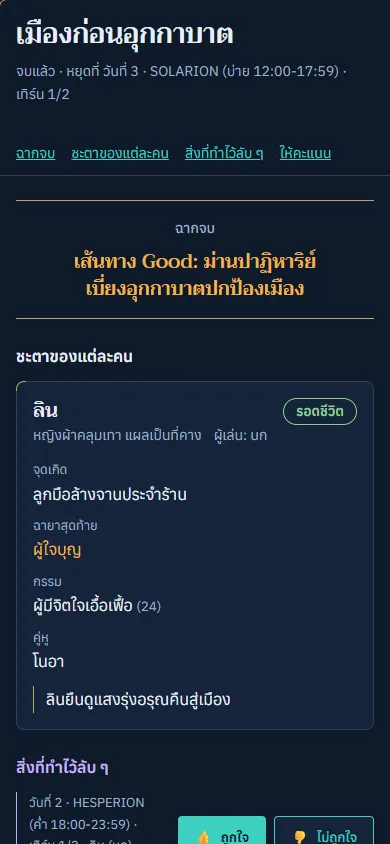 เมืองก่อนอุกกาบาต
จบแล้ว · หยุดที่ วันที่ 3 · SOLARION (บ่าย 12:00-17:59) ·
เทิร์น 1/2
ฉากจบ ชะตาของแต่ละคน สิ่งที่ทำไว้ลับ ๆ ให้คะแนน
ฉากจบ
เส้นทาง Good: ม่านปาฏิหาริย์
เบี่ยงอุกกาบาตปกป้องเมือง
ชะตาของแต่ละคน
ลิน รอดชีวิต
หญิงผ้าคลุมเทา แผลเป็นที่คาง ผู้เล่น: นก
จุดเกิด
ลูกมือล้างจานประจำร้าน
ฉายาสุดท้าย
ผู้ใจบุญ
กรรม
ผู้มีจิตใจเอื้อเฟื้อ (24)
คู่หู
โนอา
ลินยืนดูแสงรุ่งอรุณคืนสู่เมือง
สิ่งที่ทำไว้ลับ ๆ
วันที่ 2 · HESPERION
(ค่ำ 18:00-23:59) ·
👍 ถูกใจ 👎 ไม่ถูกใจ